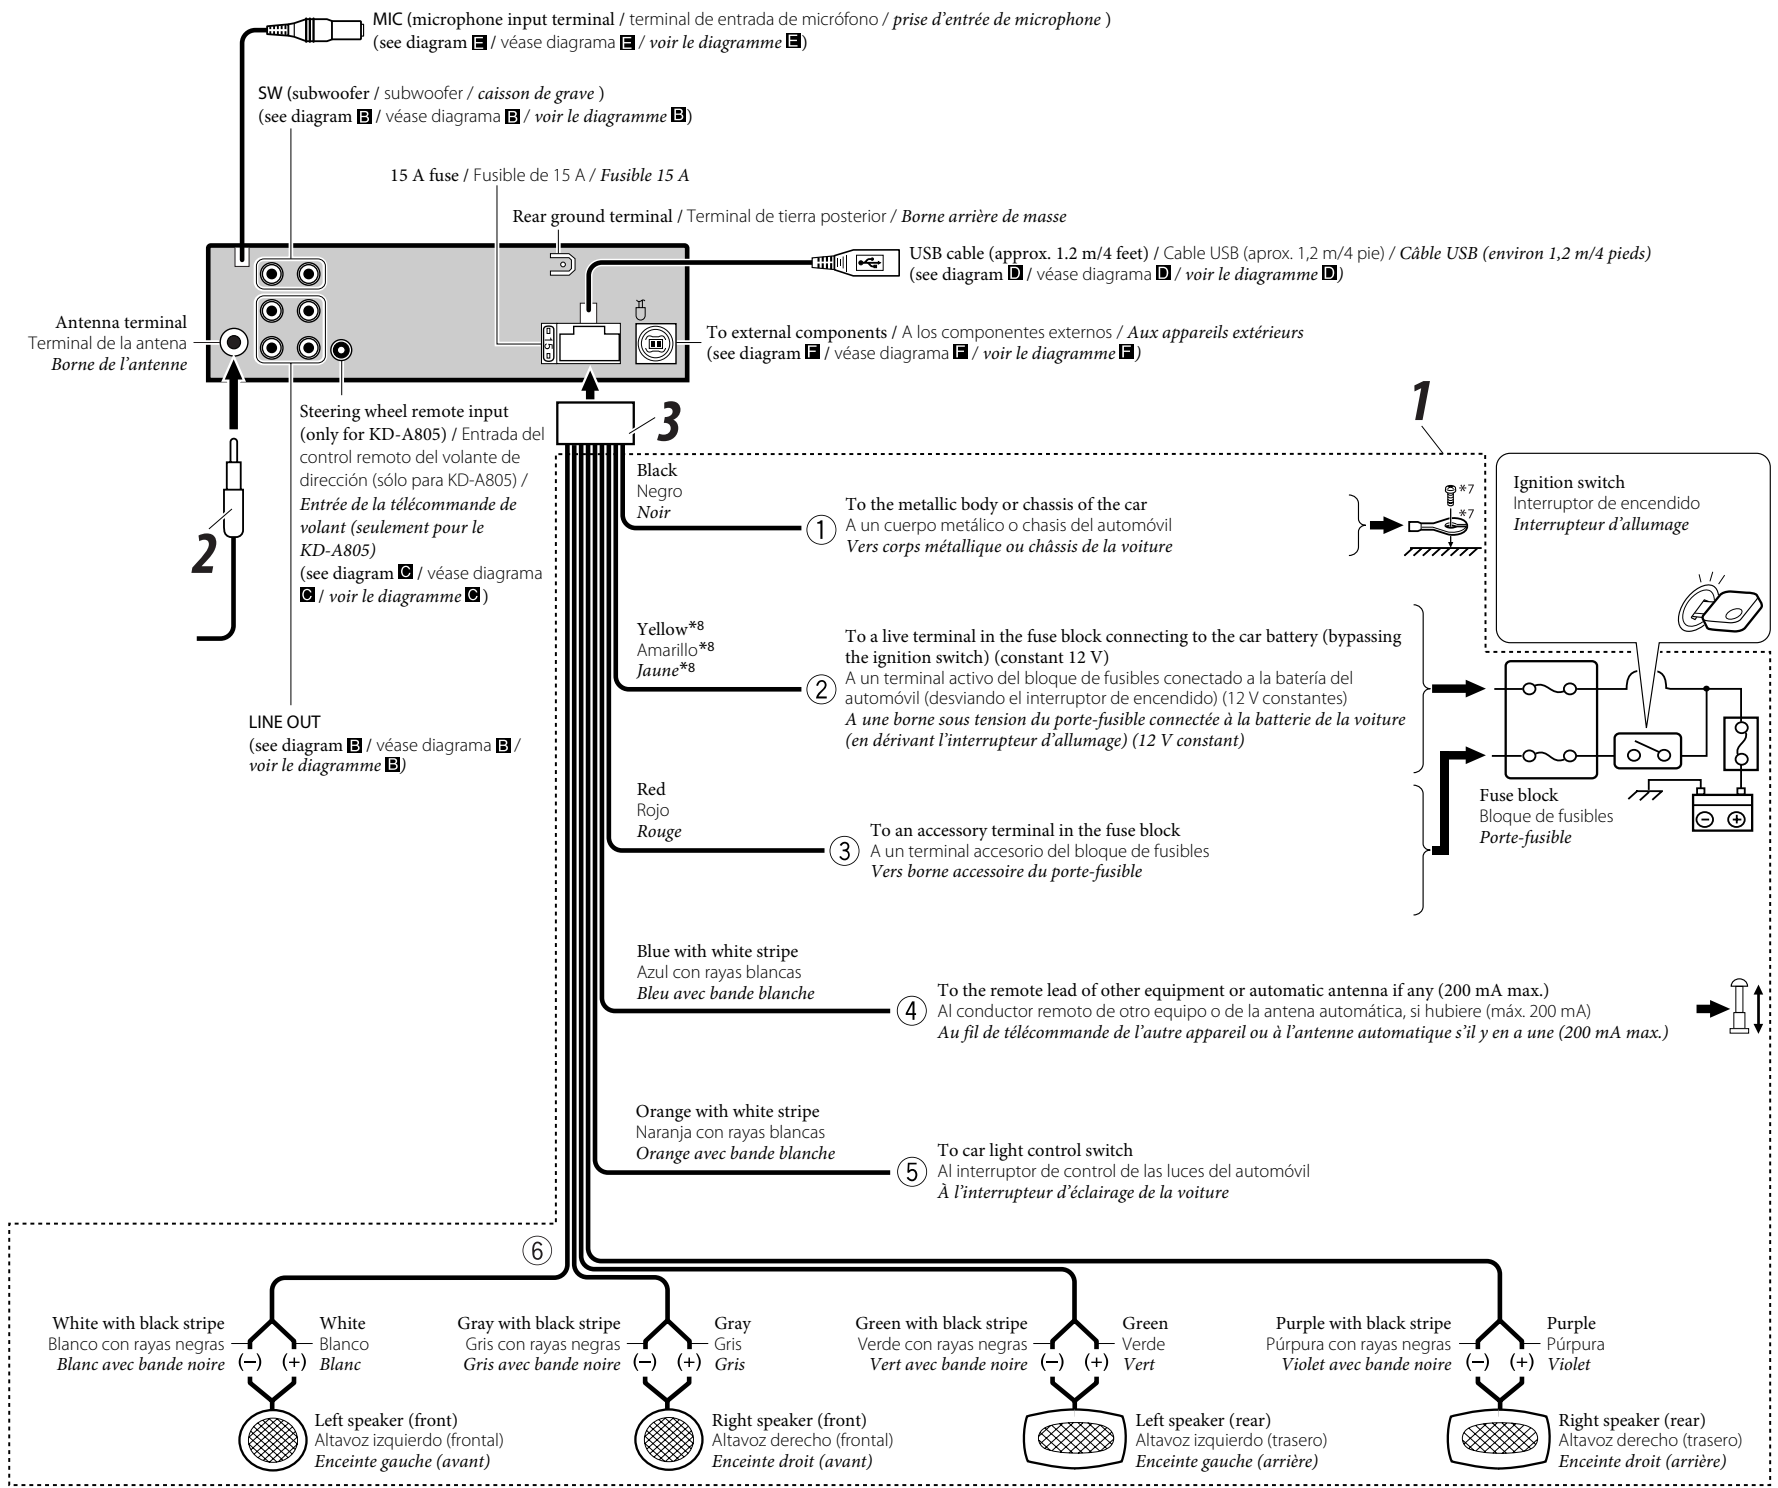 MIC (microphone input terminal / terminal de entrada de micrófono / prise d'entrée de microphone )
(see diagram E / véase diagrama E / voir le diagramme E)
SW (subwoofer / subwoofer / caisson de grave )
(see diagram B / véase diagrama B / voir le diagramme B)
15 A fuse / Fusible de 15 A / Fusible 15 A
Rear ground terminal / Terminal de tierra posterior / Borne arrière de masse
USB cable (approx. 1.2 m/4 feet) / Cable USB (aprox. 1,2 m/4 pie) / Câble USB (environ 1,2 m/4 pieds)
(see diagram D / véase diagrama D / voir le diagramme D)
Antenna terminal
Terminal de la antena
Borne de l'antenne
15
To external components / A los componentes externos / Aux appareils extérieurs
(see diagram F / véase diagrama F / voir le diagramme F)
Steering wheel remote input
(only for KD-A805) / Entrada del
control remoto del volante de
dirección (sólo para KD-A805) /
Entrée de la télécommande de
volant (seulement pour le
KD-A805)
(see diagram C / véase diagrama
C / voir le diagramme C )
2
3
1
LINE OUT
(see diagram B / véase diagrama B /
voir le diagramme B)
Black
Negro
Noir
1
To the metallic body or chassis of the car
A un cuerpo metálico o chasis del automóvil
Vers corps métallique ou châssis de la voiture
*7
*7
Ignition switch
Interruptor de encendido
Interrupteur d'allumage
Yellow*8
Amarillo*8
Jaune*8
2
To a live terminal in the fuse block connecting to the car battery (bypassing
the ignition switch) (constant 12 V)
A un terminal activo del bloque de fusibles conectado a la batería del
automóvil (desviando el interruptor de encendido) (12 V constantes)
A une borne sous tension du porte-fusible connectée à la batterie de la voiture
(en dérivant l'interrupteur d'allumage) (12 V constant)
Red
Rojo
Rouge
3
To an accessory terminal in the fuse block
A un terminal accesorio del bloque de fusibles
Vers borne accessoire du porte-fusible
Fuse block
Bloque de fusibles
Porte-fusible
− +
Blue with white stripe
Azul con rayas blancas
Bleu avec bande blanche
4
To the remote lead of other equipment or automatic antenna if any (200 mA max.)
Al conductor remoto de otro equipo o de la antena automática, si hubiere (máx. 200 mA)
Au fil de télécommande de l'autre appareil ou à l'antenne automatique s'il y en a une (200 mA max.)
Orange with white stripe
Naranja con rayas blancas
Orange avec bande blanche
5
To car light control switch
Al interruptor de control de las luces del automóvil
À l'interrupteur d'éclairage de la voiture
6
White with black stripe
Blanco con rayas negras
Blanc avec bande noire
(−) (+)
White
Blanco
Blanc
Left speaker (front)
Altavoz izquierdo (frontal)
Enceinte gauche (avant)
Gray with black stripe
Gris con rayas negras
Gris avec bande noire
(−) (+)
Gray
Gris
Gris
Right speaker (front)
Altavoz derecho (frontal)
Enceinte droit (avant)
Green with black stripe
Verde con rayas negras
Vert avec bande noire
(−) (+)
Green
Verde
Vert
Left speaker (rear)
Altavoz izquierdo (trasero)
Enceinte gauche (arrière)
Purple with black stripe
Púrpura con rayas negras
Violet avec bande noire
(−) (+)
Purple
Púrpura
Violet
Right speaker (rear)
Altavoz derecho (trasero)
Enceinte droit (arrière)